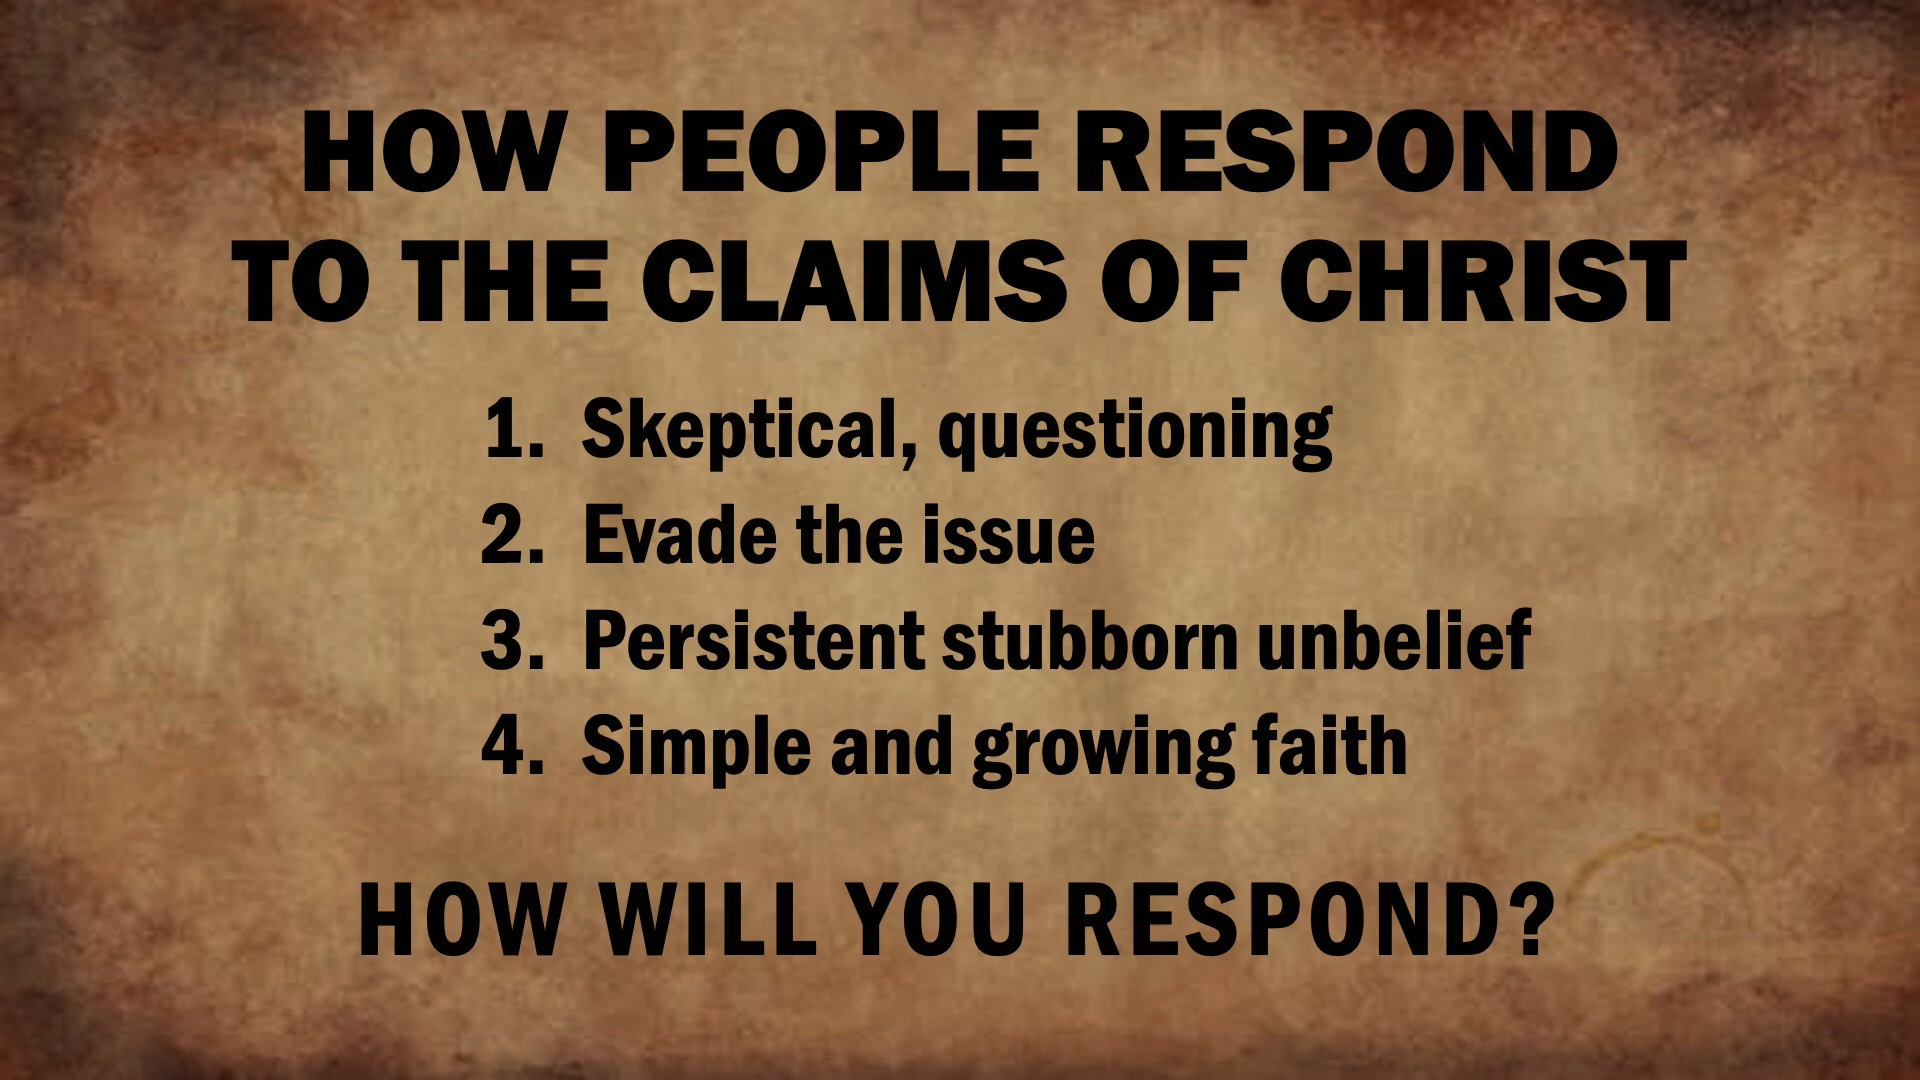 HOW PEOPLE RESPOND
TO THE CLAIMS OF CHRIST
1. Skeptical, questioning
2. Evade the issue
3. Persistent stubborn unbelief
4. Simple and growing faith
HOW WILL YOU RESPOND?